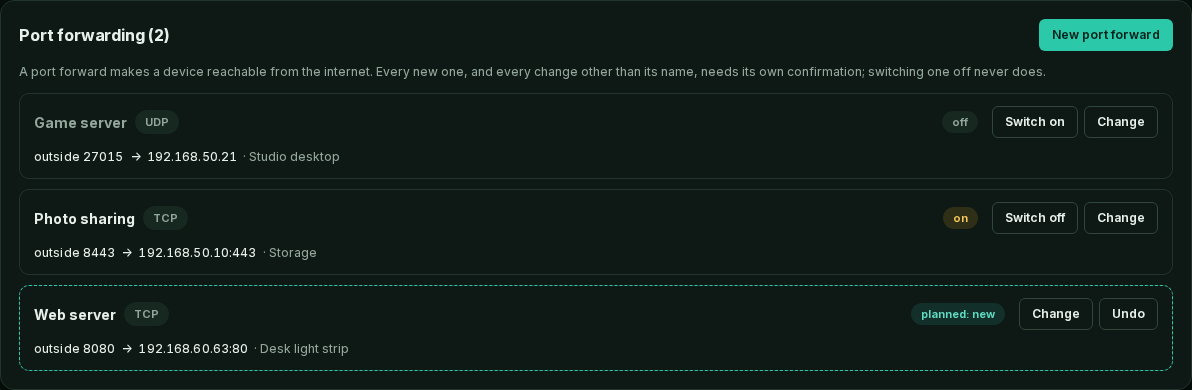 Port forwarding (2)
New port forward
A port forward makes a device reachable from the internet. Every new one, and every change other than its name, needs its own confirmation; switching one off never does.
Game server UDP
off Switch on Change
outside 27015 → 192.168.50.21 · Studio desktop
Photo sharing TCP
on Switch off Change
outside 8443 → 192.168.50.10:443 · Storage
Web server TCP
planned: new Change Undo
outside 8080 → 192.168.60.63:80 · Desk light strip